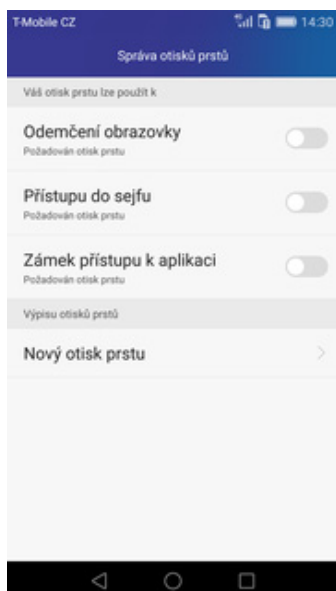 T-Mobile CZ 14:30
Správa otisků prstů
Váš otisk prstu lze použít k
Odemčení obrazovky
Požadován otisk prstu
Přístupu do sejfu
Požadován otisk prstu
Zámek přístupu k aplikaci
Požadován otisk prstu
Výpisu otisků prstů
Nový otisk prstu